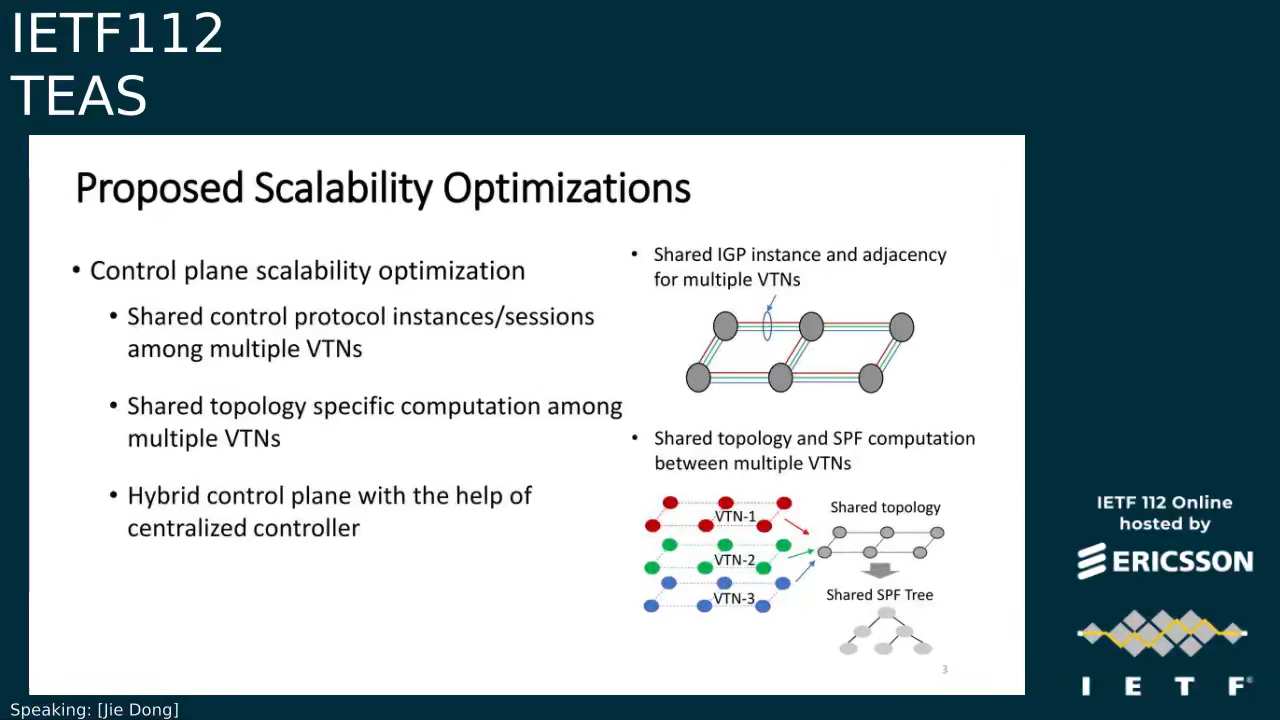 IETF112
TEAS
Proposed Scalability Optimizations
• Control plane scalability optimization
• Shared control protocol instances/sessions
among multiple VTNs
• Shared topology specific computation among
multiple VTNs
• Hybrid control plane with the help of
centralized controller
• Shared IGP instance and adjacency
for multiple VTNs
• Shared topology and SPF computation
between multiple VTNs
VTN-1
VTN-2
VTN-3
Shared topology
Shared SPF Tree
3
IETF 112 Online
hosted by
ERICSSON
I E T F®
Speaking: [Jie Dong]